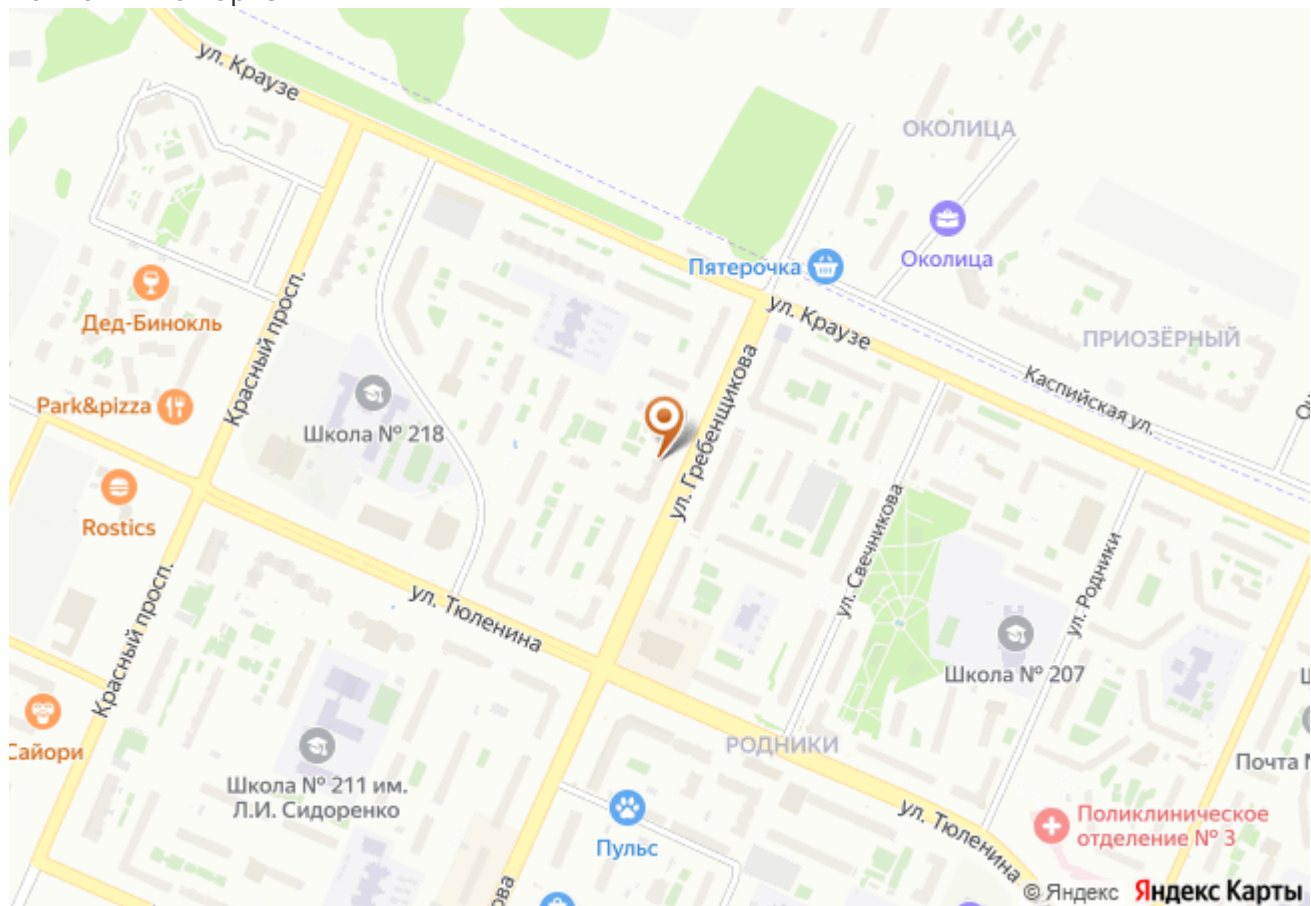 ул. Краузе
ОКОЛИЦА
Околица
Пятерочка
ул. Краузе
ПРИОЗЁРНЫЙ
Каспийская ул.
Дед-Бинокль
Красный просп.
ул. Гребенщикова
Park&pizza
Школа № 218
Rostics
ул. Свечникова
ул. Родники
ул. Тюленина
Красный просп.
Школа № 207
Сайори
РОДНИКИ
Почта
Школа № 211 им.
Л.И. Сидоренко
Пульс
ул. Тюленина
Поликлиническое
отделение № 3
© Яндекс Яндекс Карты